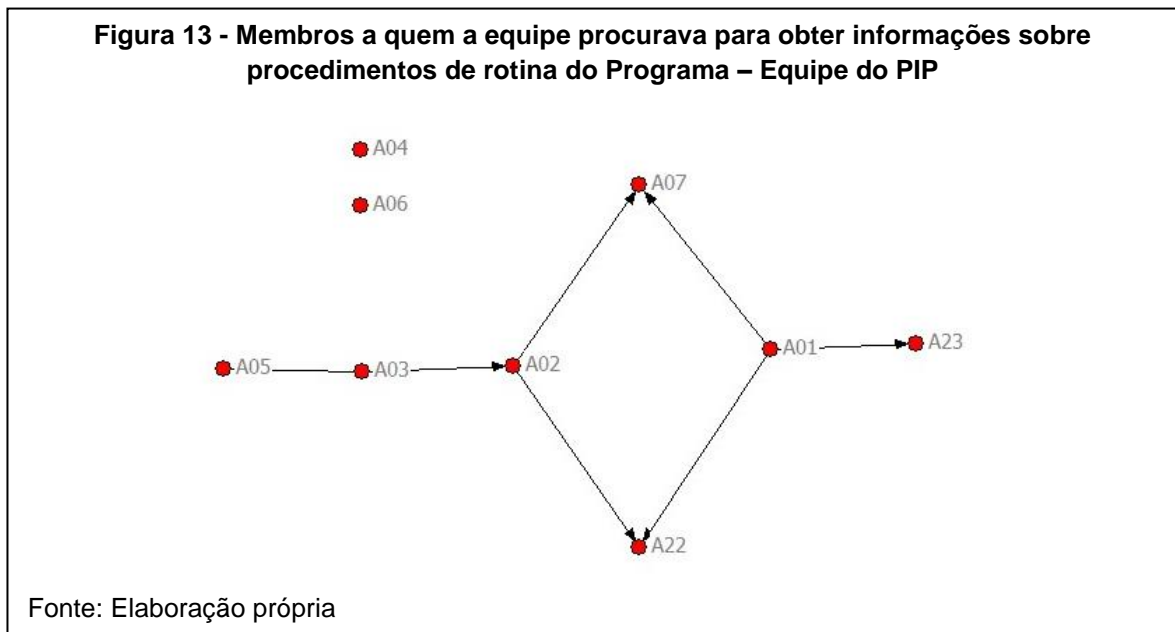 Figura 13 - Membros a quem a equipe procurava para obter informações sobre
procedimentos de rotina do Programa – Equipe do PIP
A04
A07
A06
A01
A23
A05
A03
A02
A22
Fonte: Elaboração própria